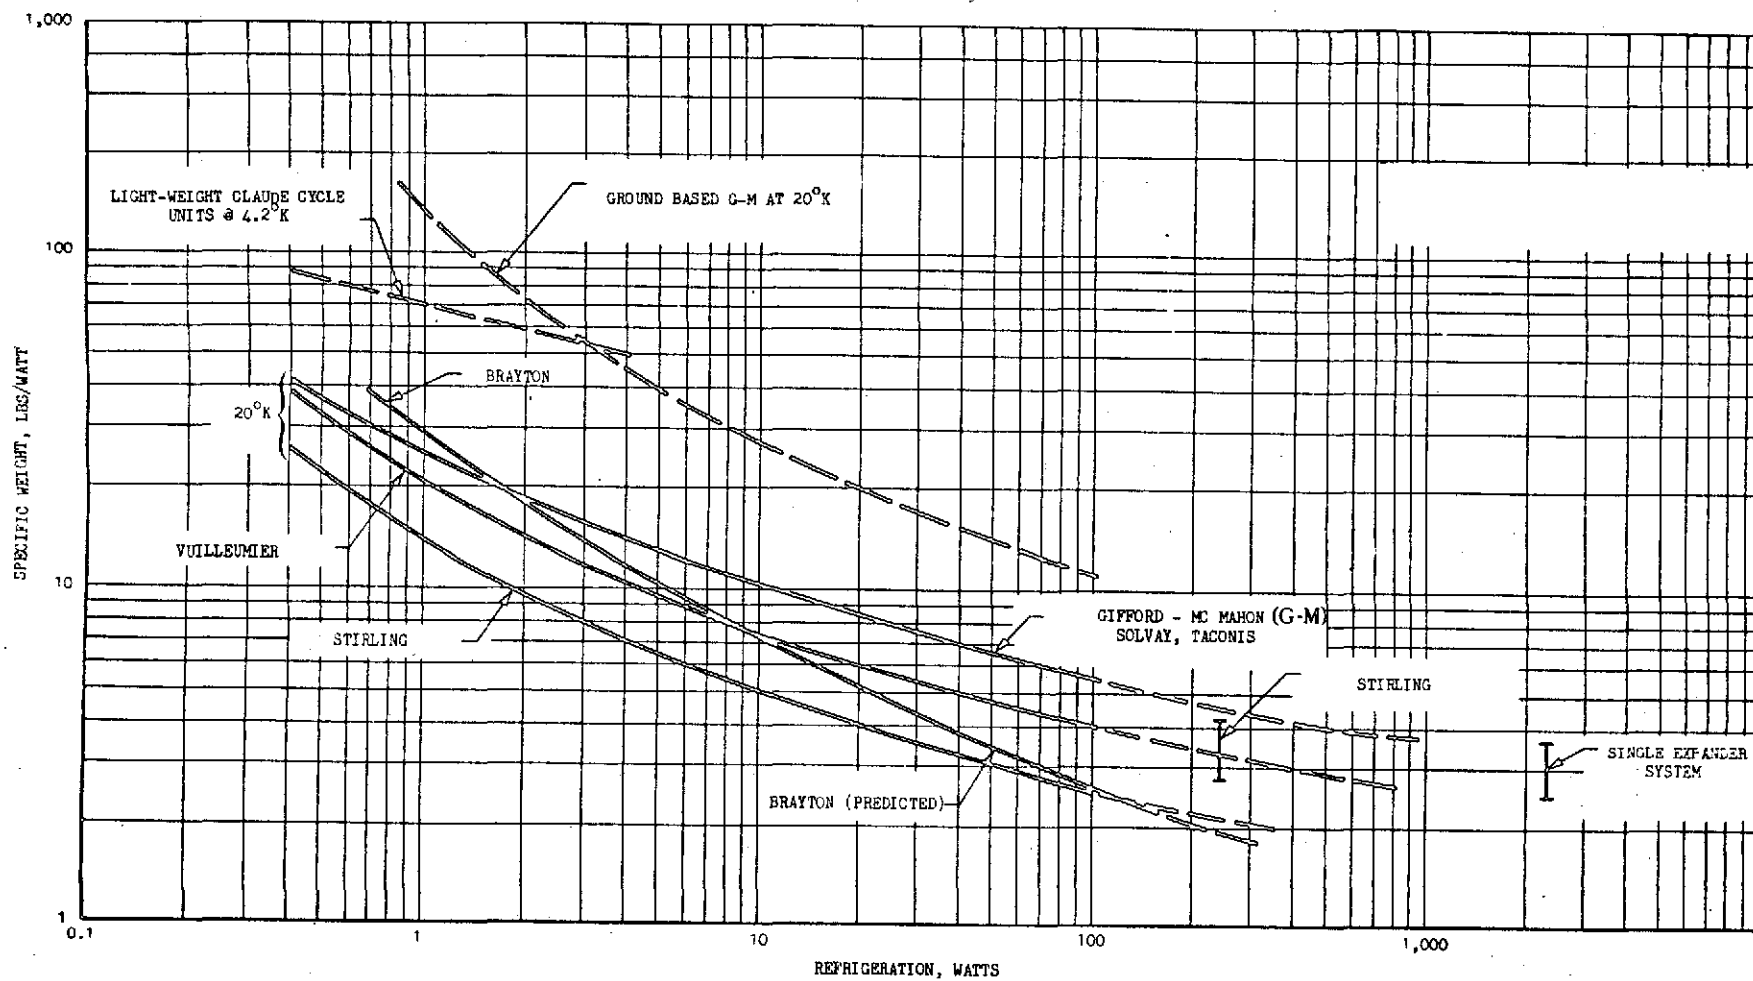 1,000
LIGHT-WEIGHT CLAUDE CYCLE
UNITS @ 4.2°K
GROUND BASED G-M AT 20°K
100
BRAYTON
20°K
SPECIFIC WEIGHT, LBS/WATT
VUILLEUMIER
10
STIRLING
GIFFORD - MC MAHON (G-M)
SOLVAY, TACONIS
STIRLING
SINGLE EXPANDER
SYSTEM
BRAYTON (PREDICTED)
1
0.1
1
10
100
1,000
REFRIGERATION, WATTS